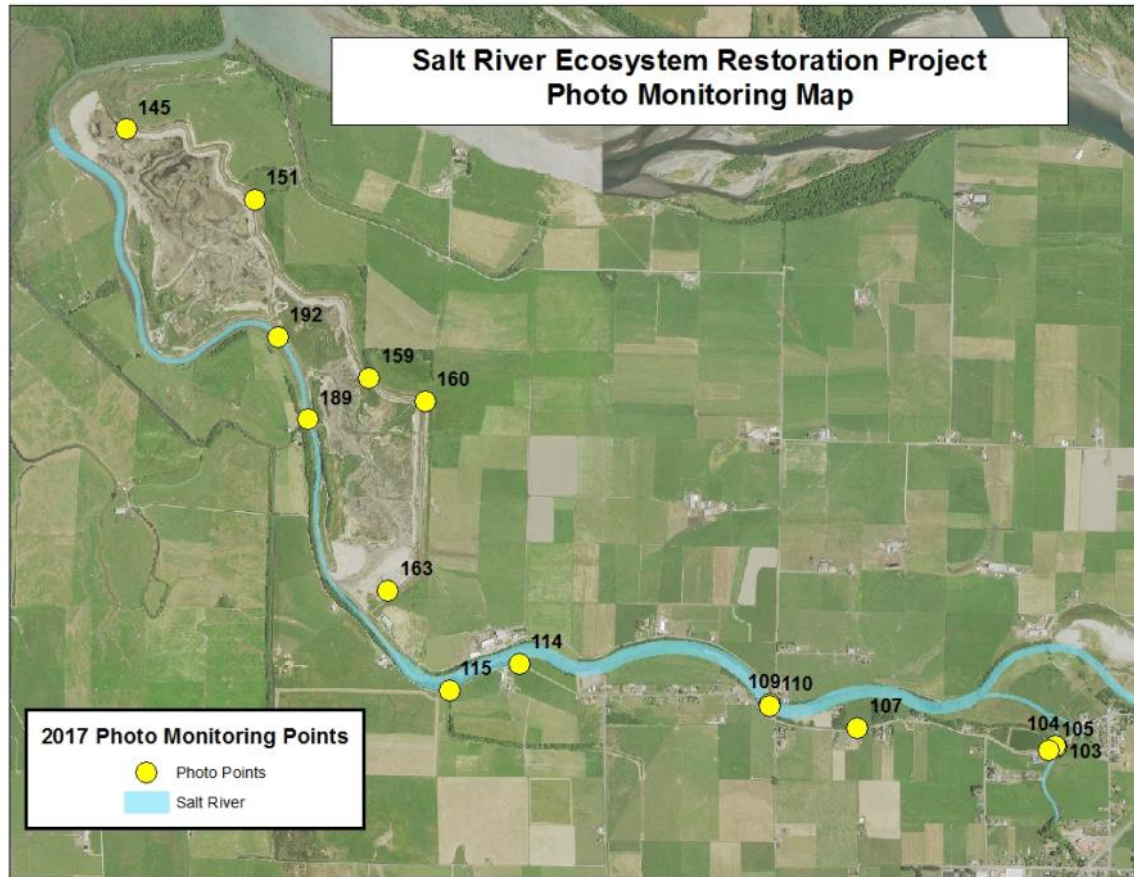 Salt River Ecosystem Restoration Project
Photo Monitoring Map
145
151
192
159
160
189
163
114
115
109 110
107
104
105
103
2017 Photo Monitoring Points
Photo Points
Salt River